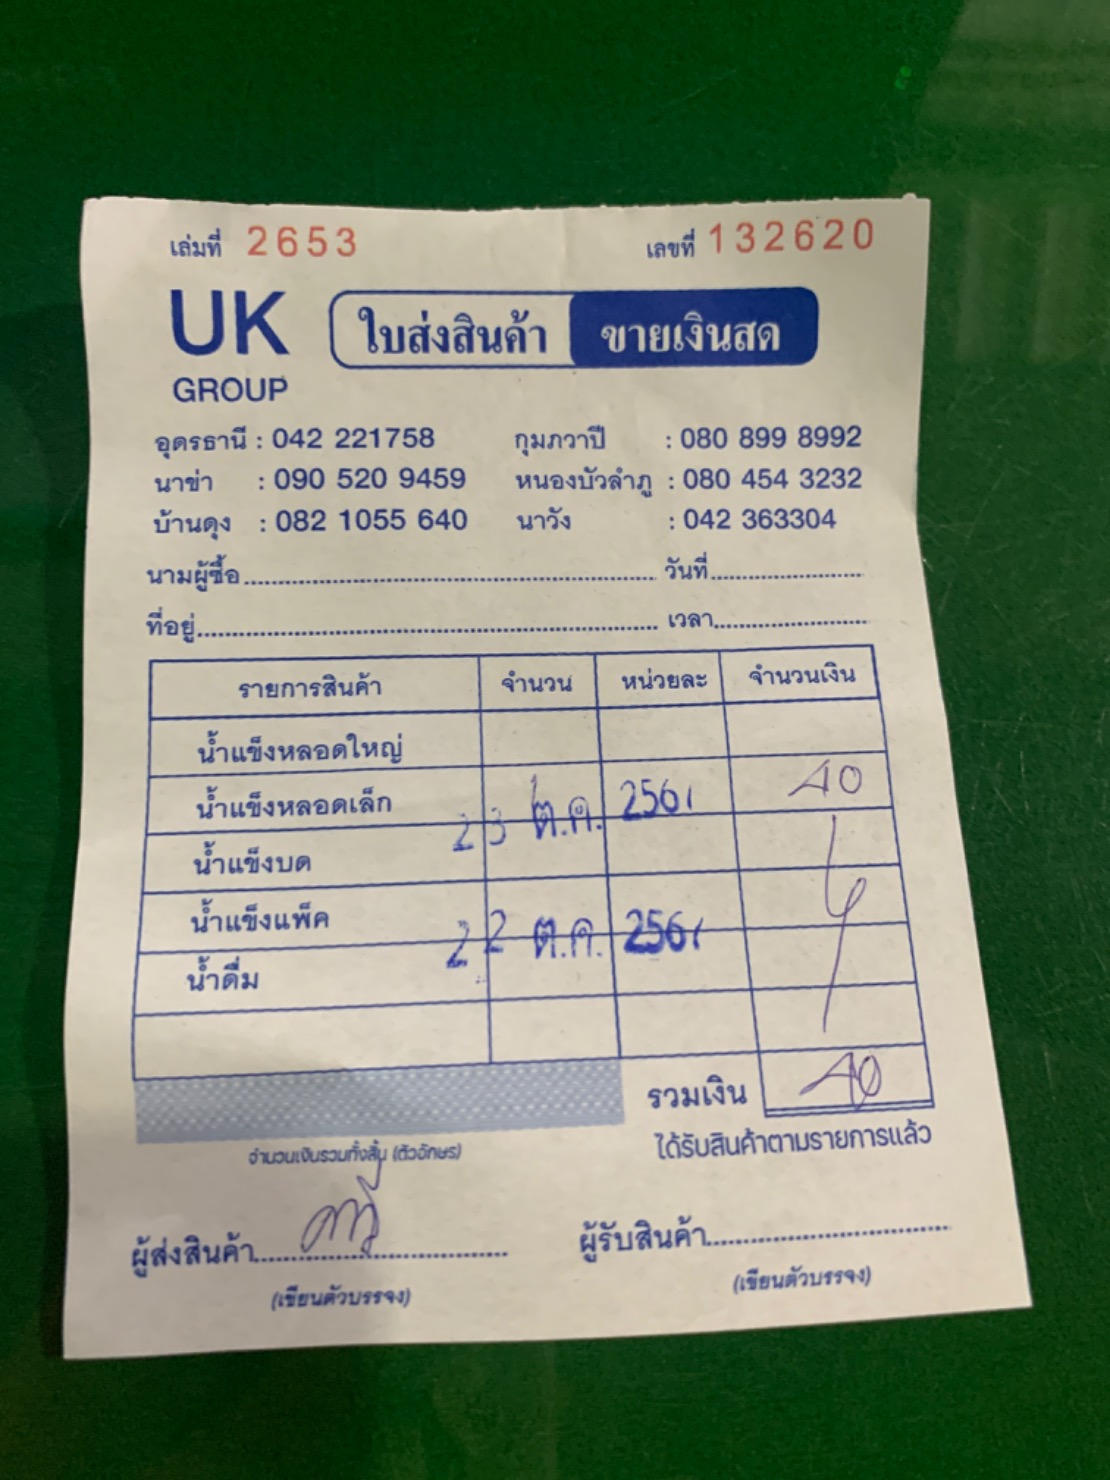 เล่มที่ 2653 เลขที่ 132620
UK
GROUP
ใบส่งสินค้า ขายเงินสด
อุดรธานี : 042 221758 กุมภวาปี : 080 899 8992
นาข่า : 090 520 9459 หนองบัวลำภู : 080 454 3232
บ้านดุง : 082 1055 640 นาวัง : 042 363304
นามผู้ซื้อ วันที่
ที่อยู่ เวลา
รายการสินค้า จำนวน หน่วยละ จำนวนเงิน
น้ำแข็งหลอดใหญ่
น้ำแข็งหลอดเล็ก 40
23 ต.ค.
น้ำแข็งบด
น้ำแข็งแพ็ค
22 ต.ค.
น้ำดื่ม
รวมเงิน 40
จำนวนเงินรวมทั้งสิ้น (ตัวอักษร) ได้รับสินค้าตามรายการแล้ว
ผู้ส่งสินค้า ผู้รับสินค้า
(เขียนตัวบรรจง) (เขียนตัวบรรจง)